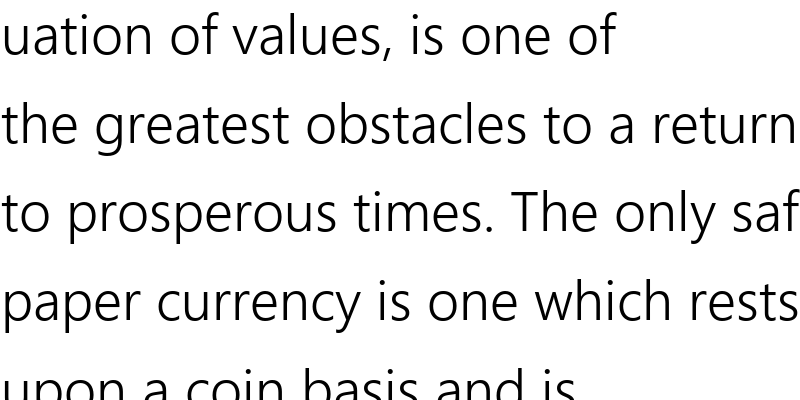 uation of values, is one of
the greatest obstacles to a return
to prosperous times. The only saf
paper currency is one which rests
upon a coin basis and is